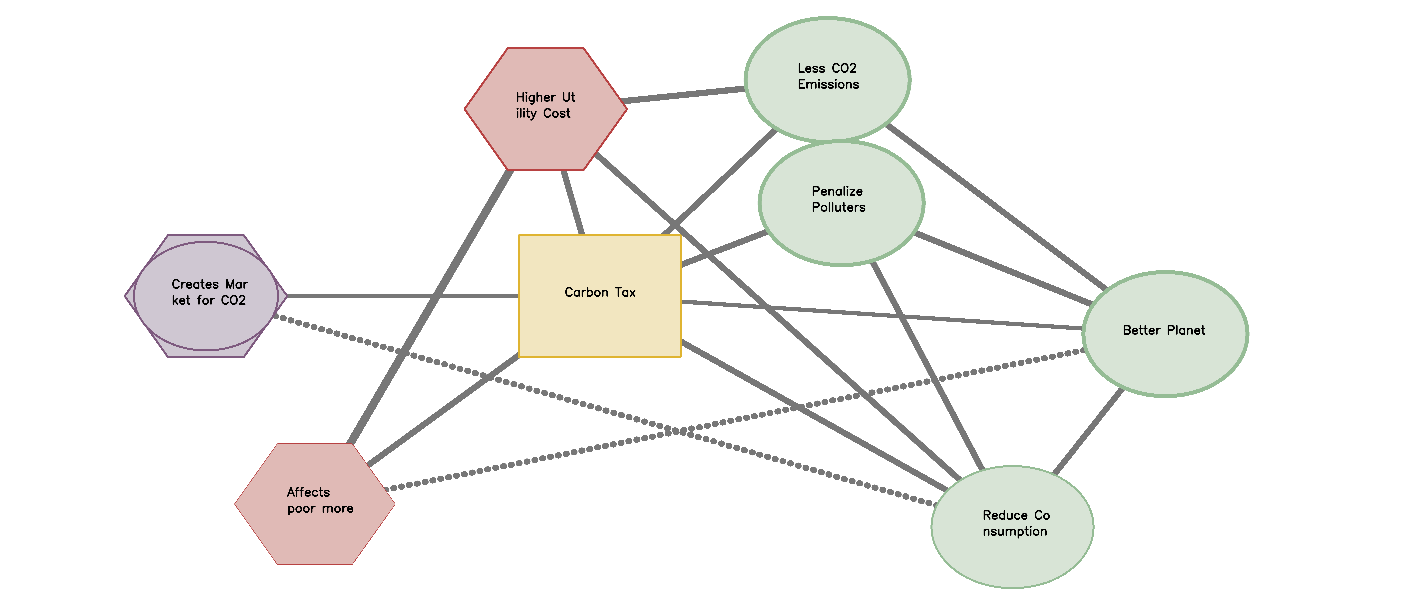 Less CO2
Emissions
Higher Ut
ility Cost
Penalize
Polluters
Creates Mar
ket for CO2
Carbon Tax
Better Planet
Affects
poor more
Reduce Co
nsumption